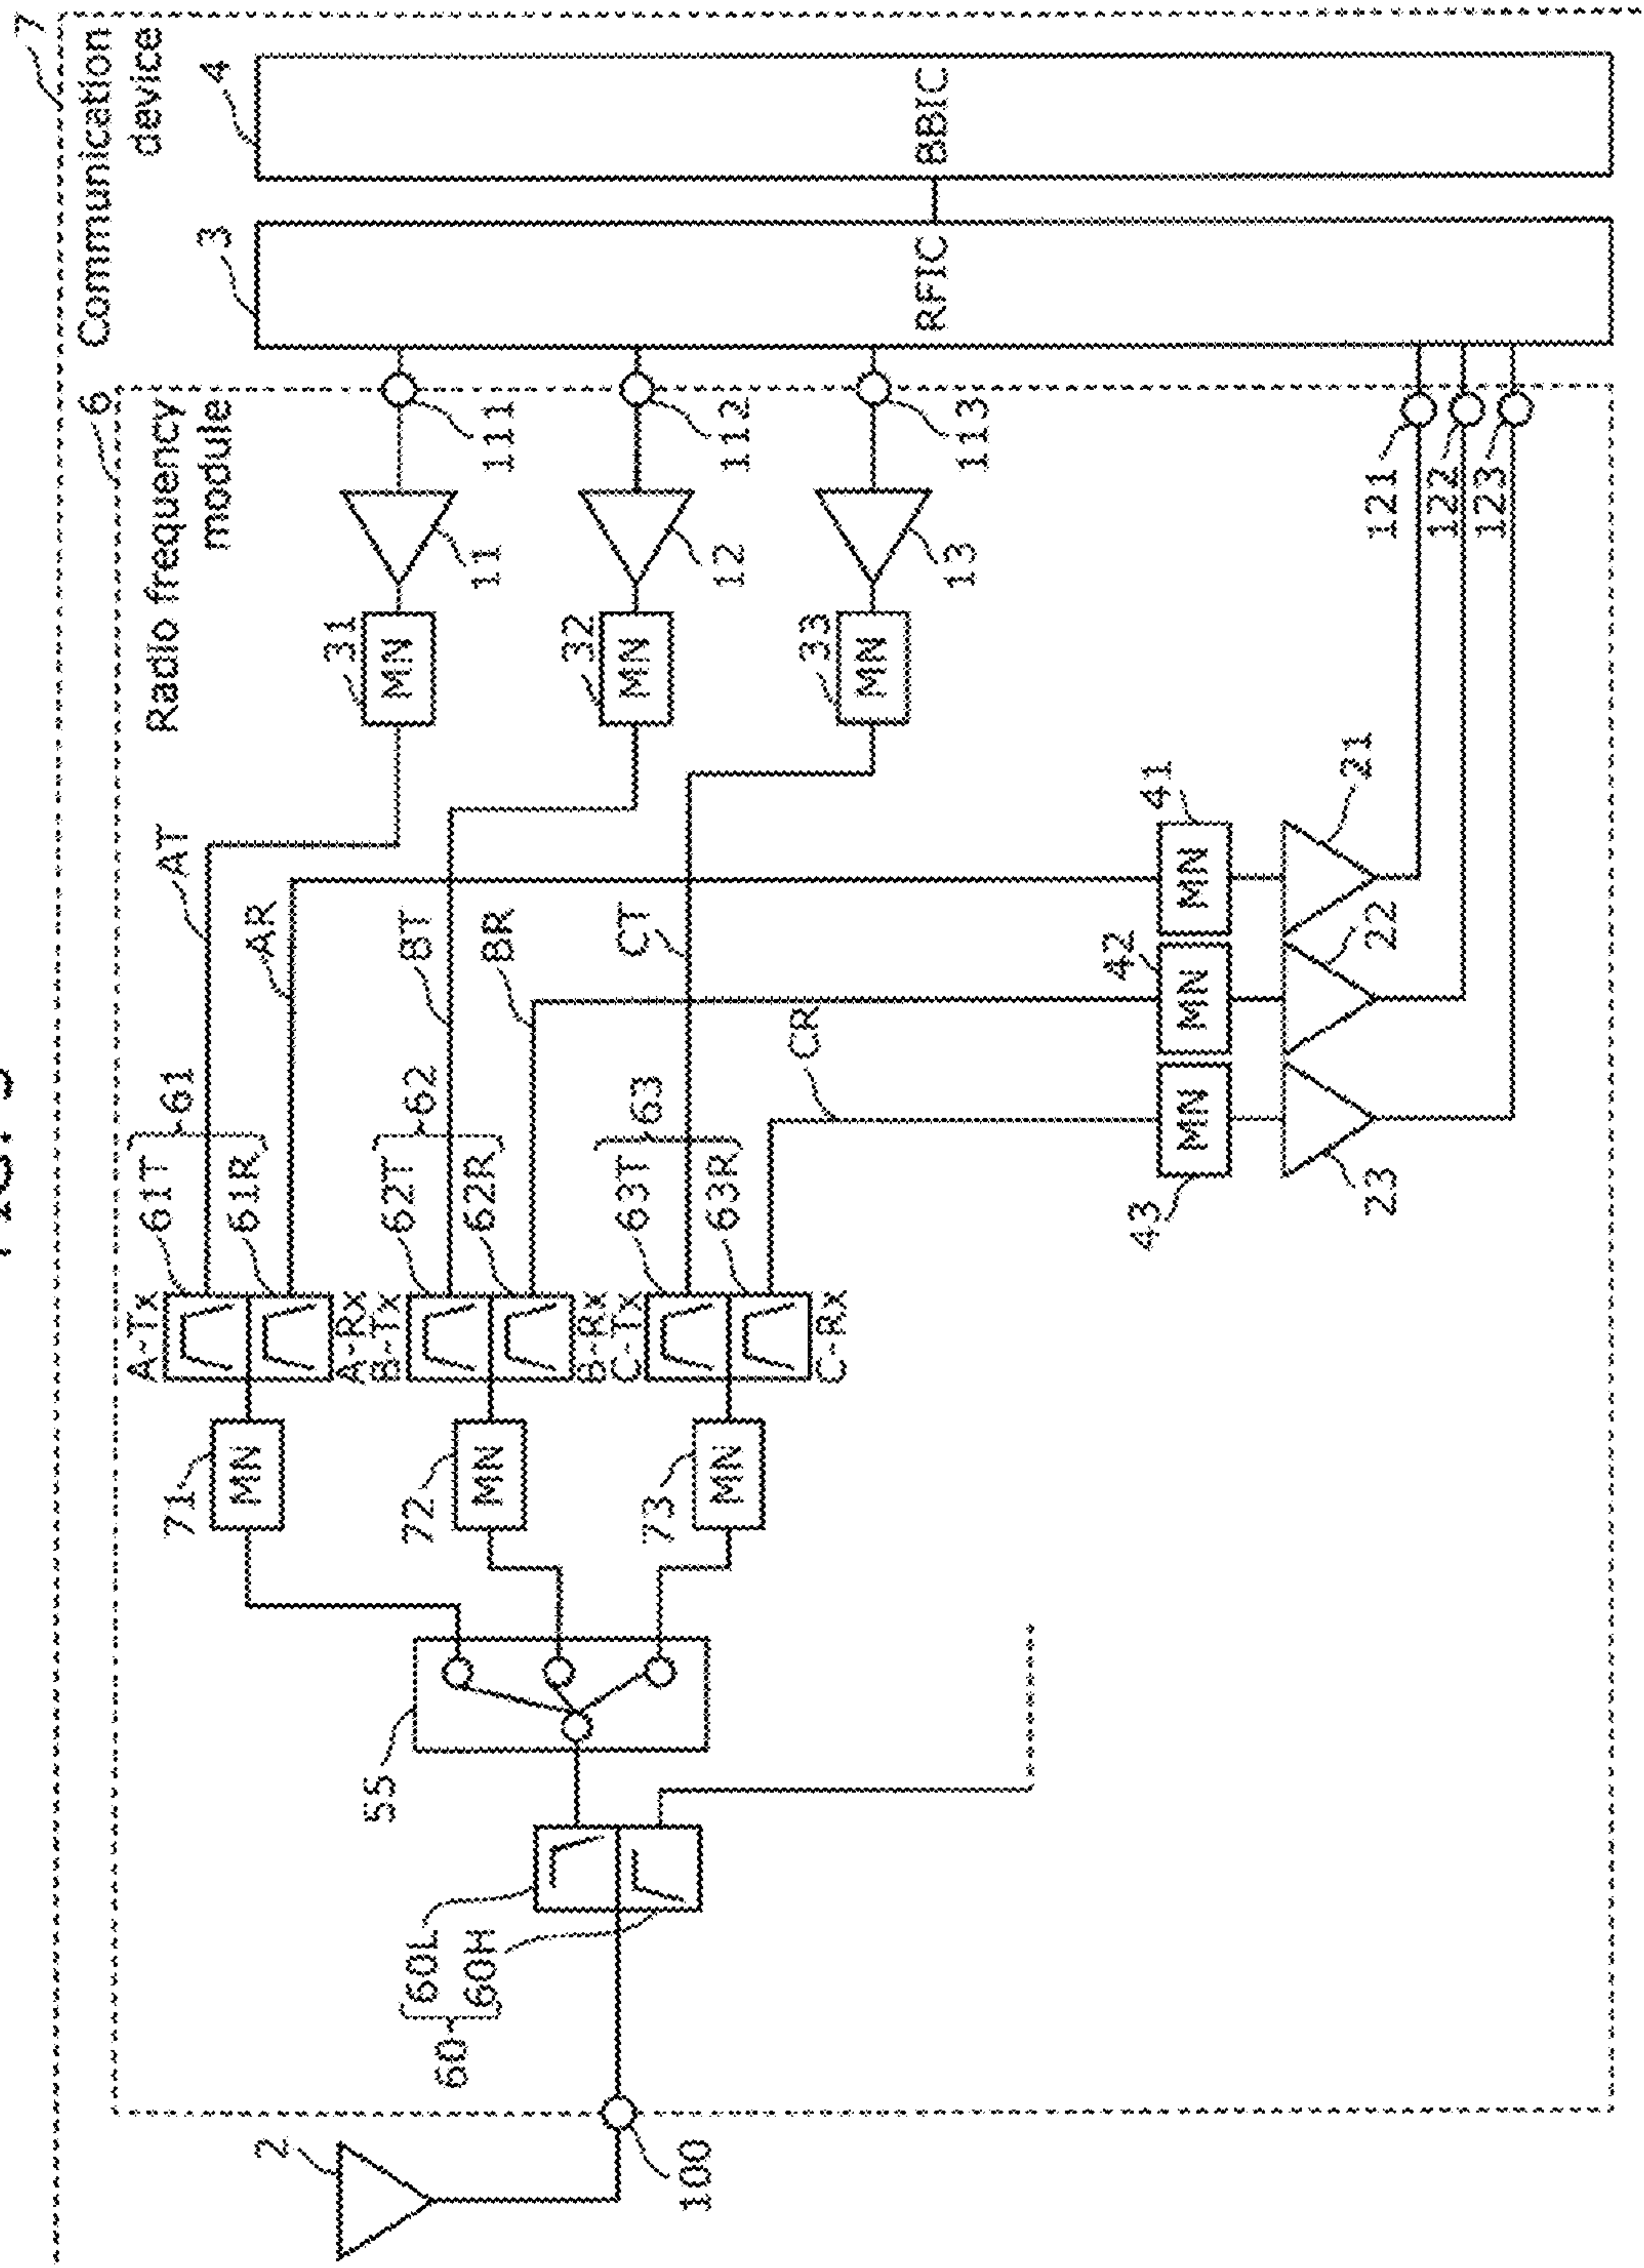 7
Communication
device
6
Radio frequency
module
3
4
RFIC
BBIC
2
100
60
60L
60H
55
71
MN
72
MN
73
MN
A-Tx
61T
61
61R
A-Rx
B-Tx
62T
62
62R
B-Rx
C-Tx
63T
63
63R
C-Rx
AT
AR
BT
BR
CT
CR
31
MN
11
111
32
MN
12
112
33
MN
13
113
43
MN
42
MN
41
MN
23
22
21
121
122
123